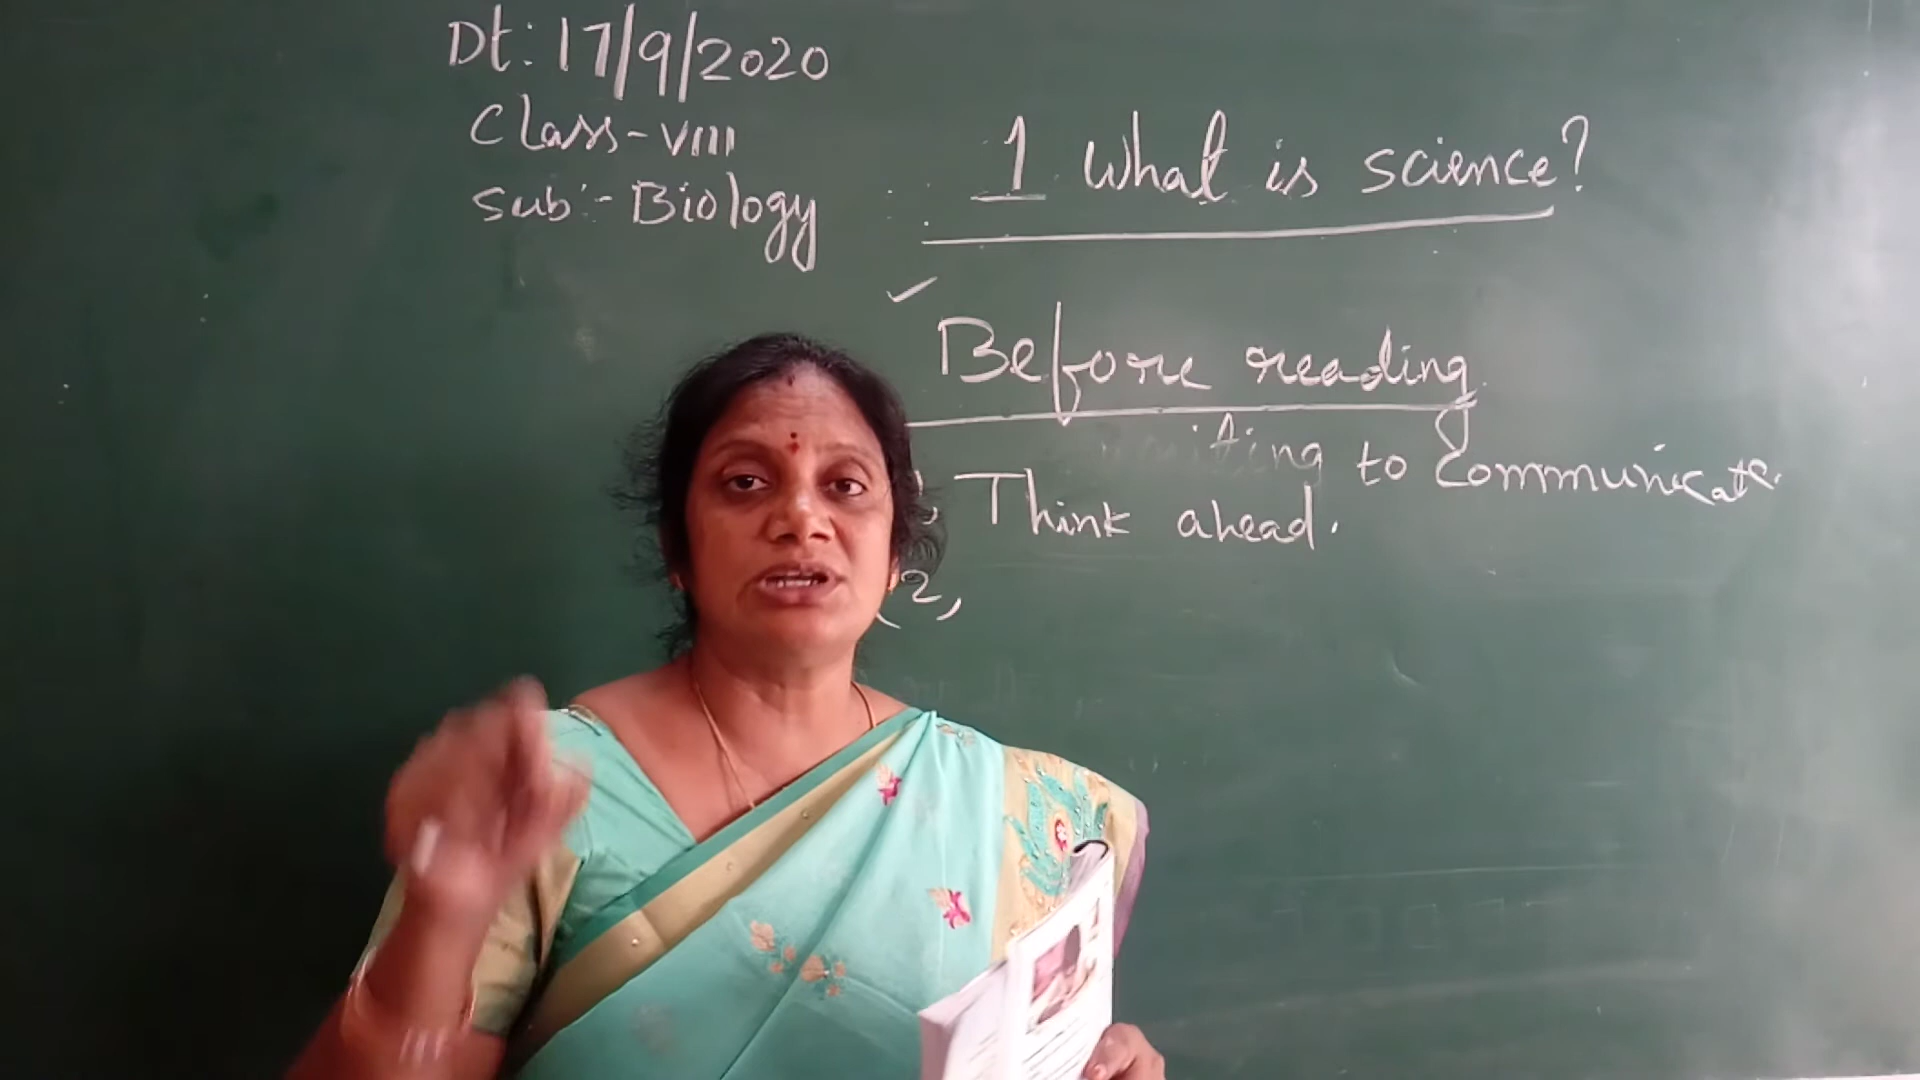 Dt: 17/9/2020
Class - VIII
Sub:- Biology
1 What is science?
Before reading
writing to communicate.
, Think ahead.
2,